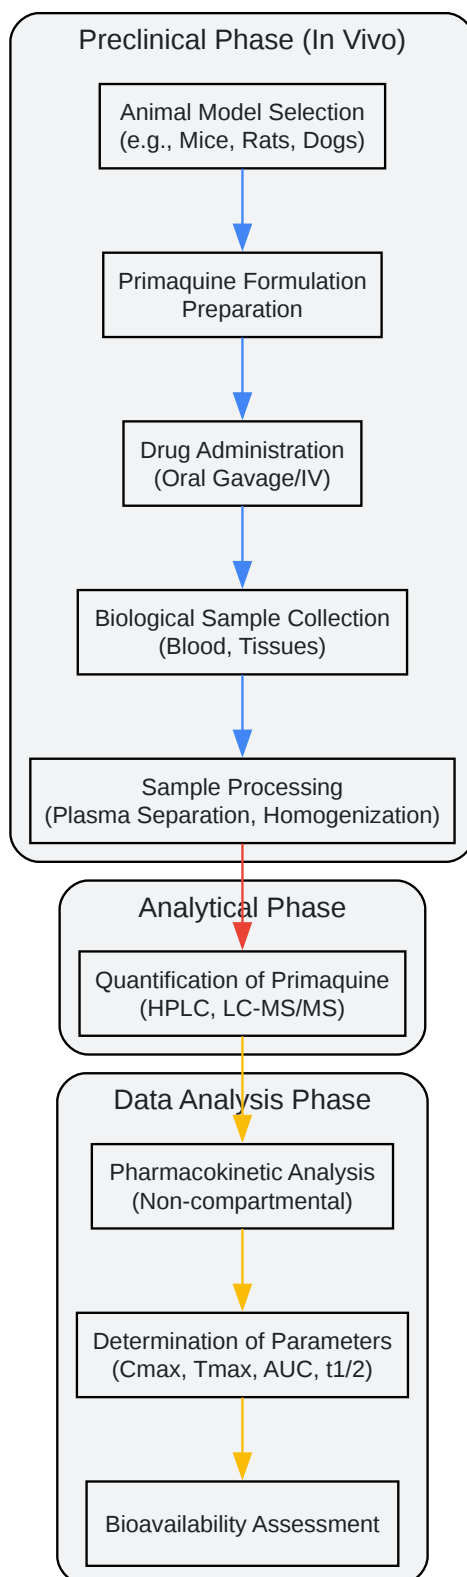 Preclinical Phase (In Vivo)
Animal Model Selection
(e.g., Mice, Rats, Dogs)
Primaquine Formulation
Preparation
Drug Administration
(Oral Gavage/IV)
Biological Sample Collection
(Blood, Tissues)
Sample Processing
(Plasma Separation, Homogenization)
Analytical Phase
Quantification of Primaquine
(HPLC, LC-MS/MS)
Data Analysis Phase
Pharmacokinetic Analysis
(Non-compartmental)
Determination of Parameters
(Cmax, Tmax, AUC, t1/2)
Bioavailability Assessment